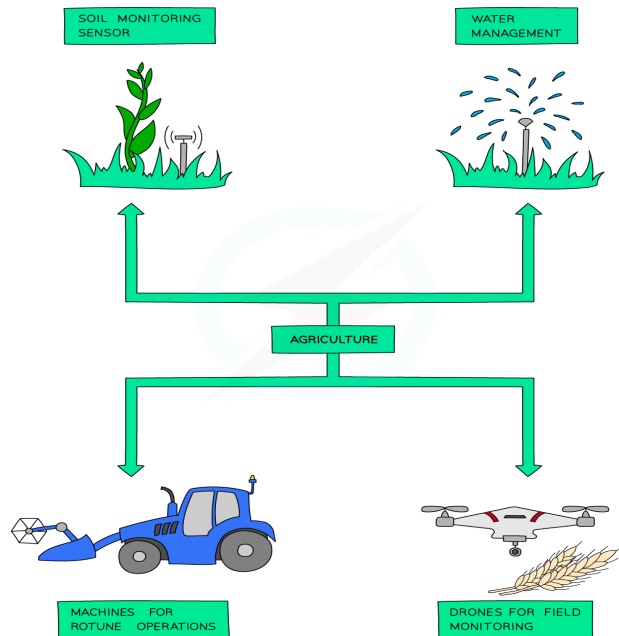 SOIL MONITORING
SENSOR
WATER
MANAGEMENT
AGRICULTURE
MACHINES FOR
ROTUNE OPERATIONS
DRONES FOR FIELD
MONITORING